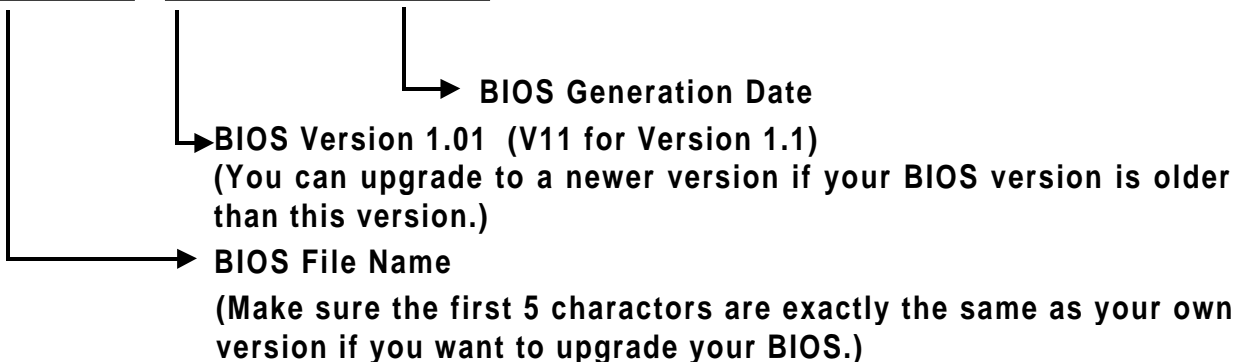 BIOS Generation Date
BIOS Version 1.01 (V11 for Version 1.1)
(You can upgrade to a newer version if your BIOS version is older
than this version.)
BIOS File Name
(Make sure the first 5 charactors are exactly the same as your own
version if you want to upgrade your BIOS.)